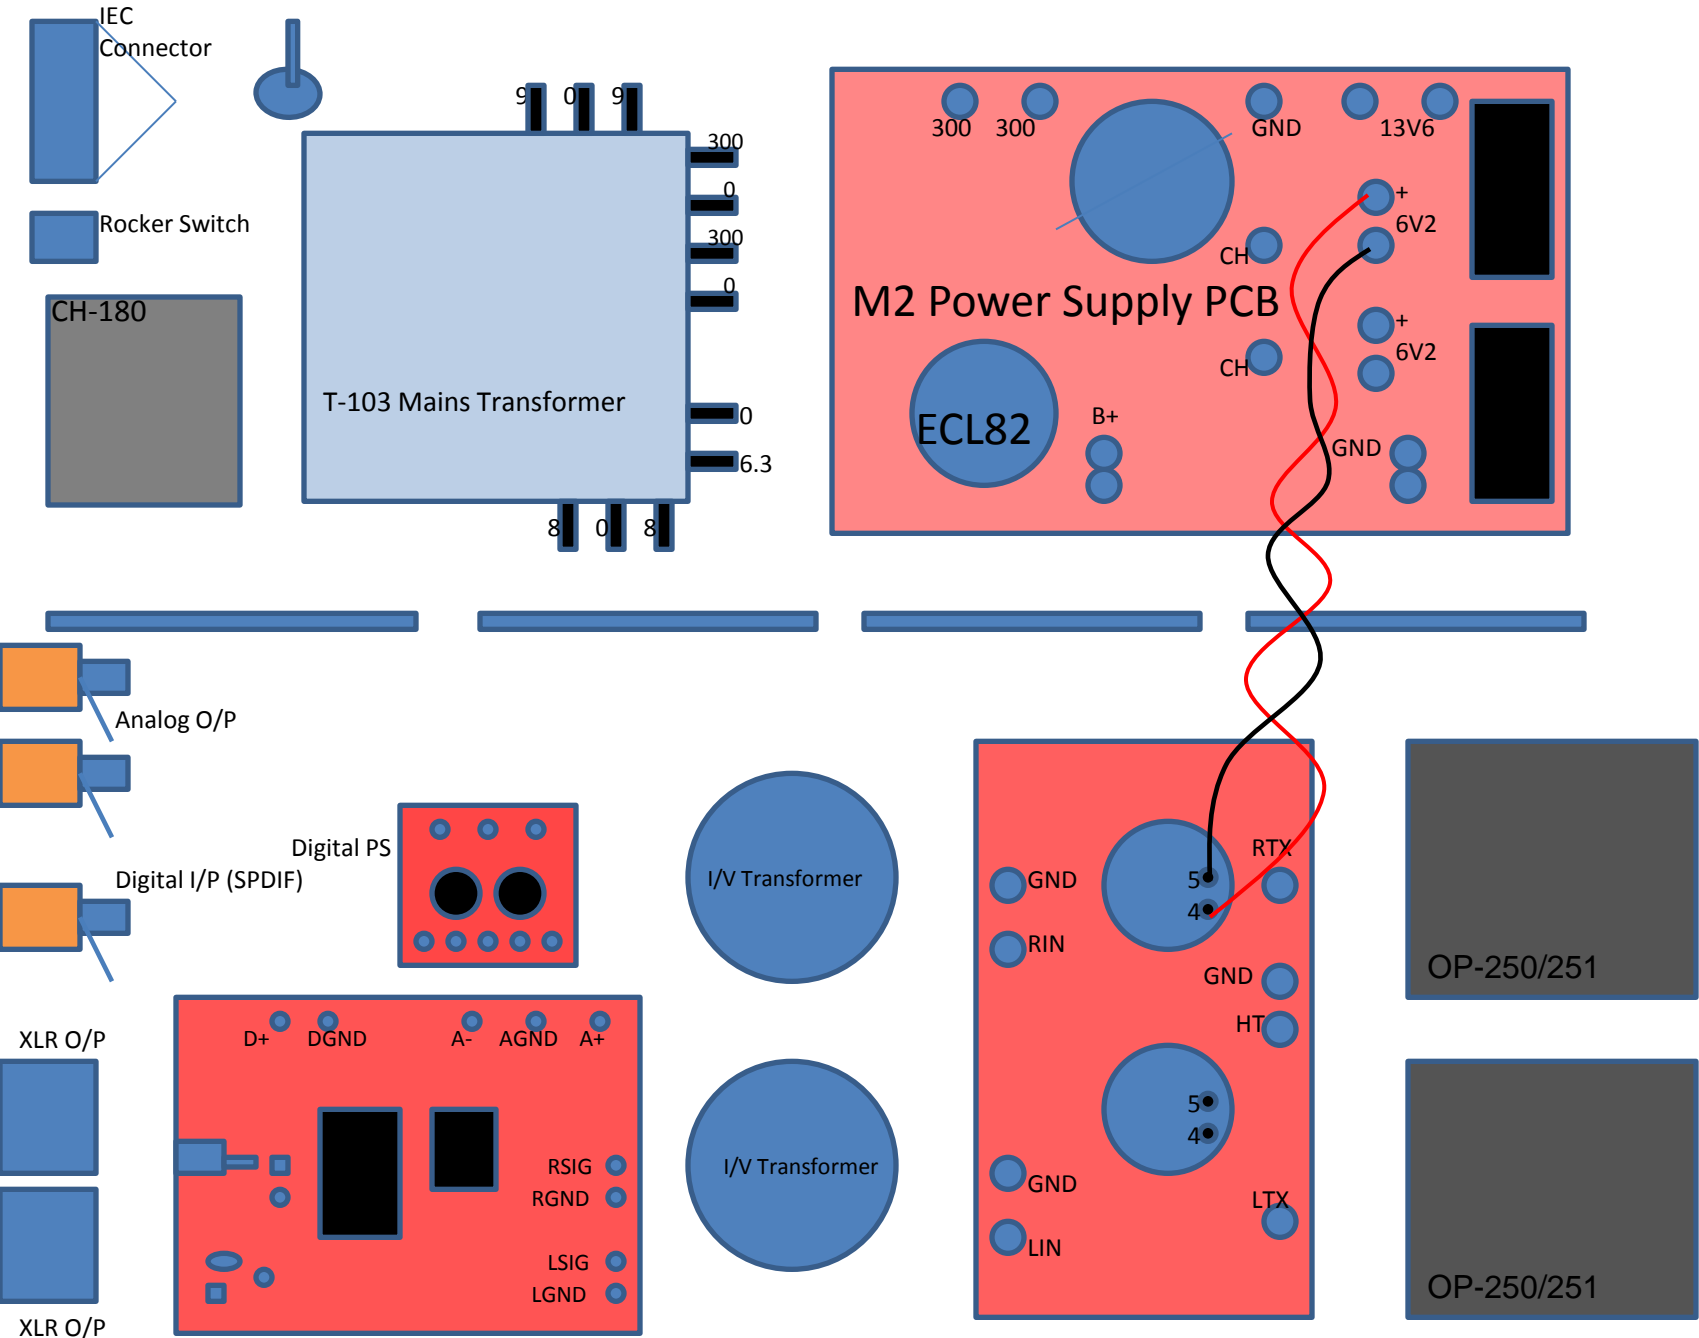 IEC
Connector
Rocker Switch
CH-180
9
0
9
300
0
300
0
T-103 Mains Transformer
0
6.3
8
0
8
300
300
GND
13V6
+
6V2
CH
M2 Power Supply PCB
+
6V2
CH
ECL82
B+
GND
Analog O/P
Digital PS
Digital I/P (SPDIF)
I/V Transformer
GND
RIN
5
4
RTX
GND
HT
OP-250/251
XLR O/P
D+
DGND
A-
AGND
A+
RSIG
RGND
LSIG
LGND
I/V Transformer
5
4
GND
LIN
LTX
OP-250/251
XLR O/P